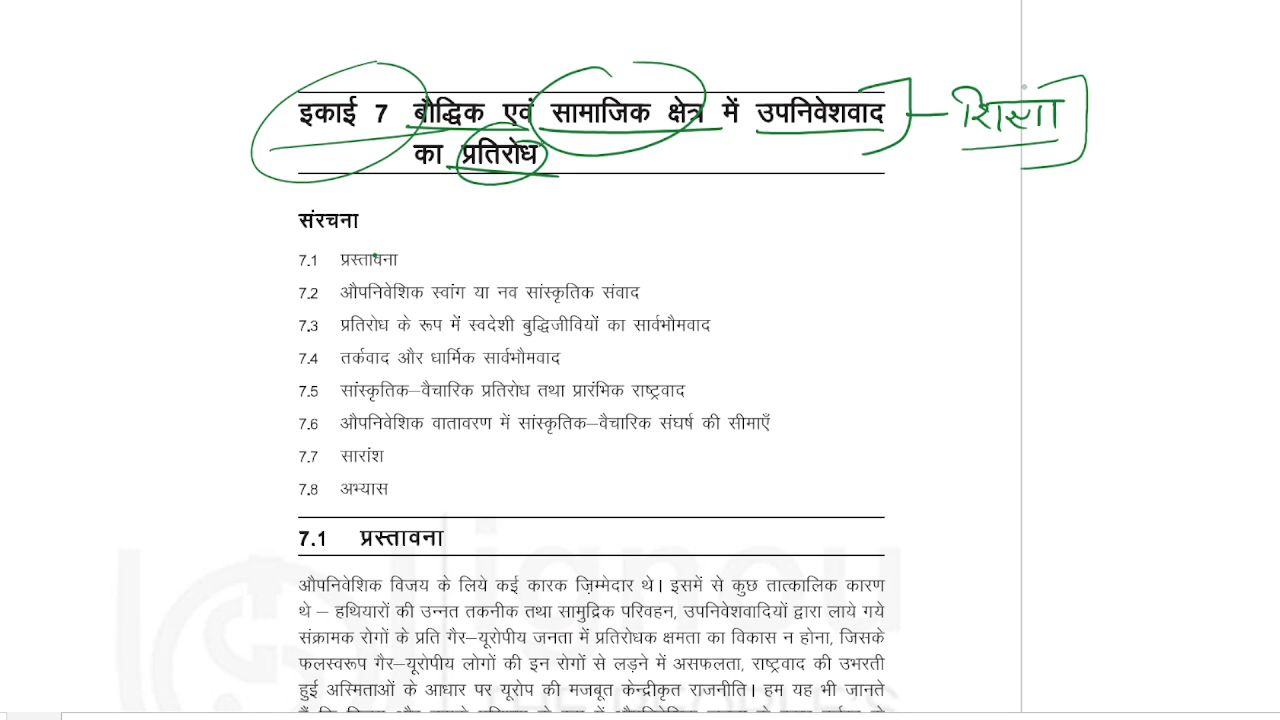 इकाई 7 बौद्धिक एवं सामाजिक क्षेत्र में उपनिवेशवाद
का प्रतिरोध
शिक्षा
संरचना
7.1 प्रस्तावना
7.2 औपनिवेशिक स्वांग या नव सांस्कृतिक संवाद
7.3 प्रतिरोध के रूप में स्वदेशी बुद्धिजीवियों का सार्वभौमवाद
7.4 तर्कवाद और धार्मिक सार्वभौमवाद
7.5 सांस्कृतिक–वैचारिक प्रतिरोध तथा प्रारंभिक राष्ट्रवाद
7.6 औपनिवेशिक वातावरण में सांस्कृतिक–वैचारिक संघर्ष की सीमाएँ
7.7 सारांश
7.8 अभ्यास
7.1 प्रस्तावना
औपनिवेशिक विजय के लिये कई कारक ज़िम्मेदार थे। इसमें से कुछ तात्कालिक कारण
थे – हथियारों की उन्नत तकनीक तथा सामुद्रिक परिवहन, उपनिवेशवादियों द्वारा लाये गये
संक्रामक रोगों के प्रति गैर–यूरोपीय जनता में प्रतिरोधक क्षमता का विकास न होना, जिसके
फलस्वरूप गैर–यूरोपीय लोगों की इन रोगों से लड़ने में असफलता, राष्ट्रवाद की उभरती
हुई अस्मिताओं के आधार पर यूरोप की मजबूत केन्द्रीकृत राजनीति। हम यह भी जानते
ignou